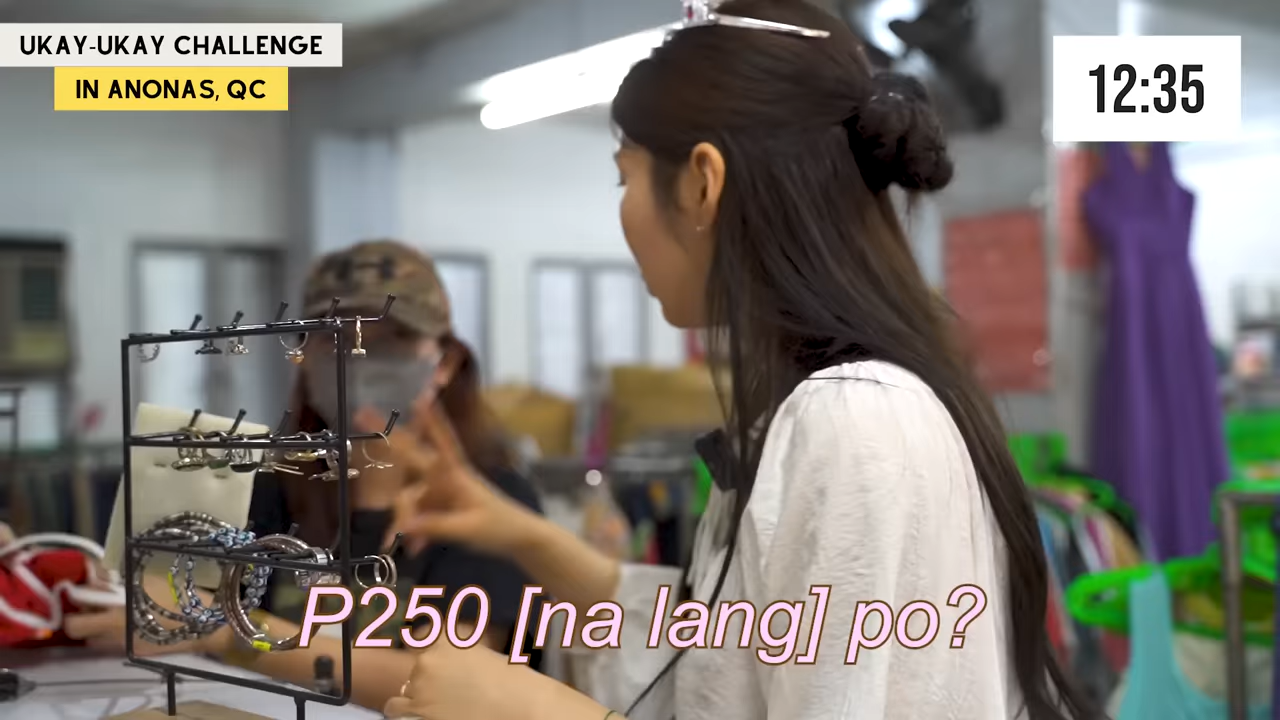 UKAY-UKAY CHALLENGE
IN ANONAS, QC
12:35
P250 [na lang] po?